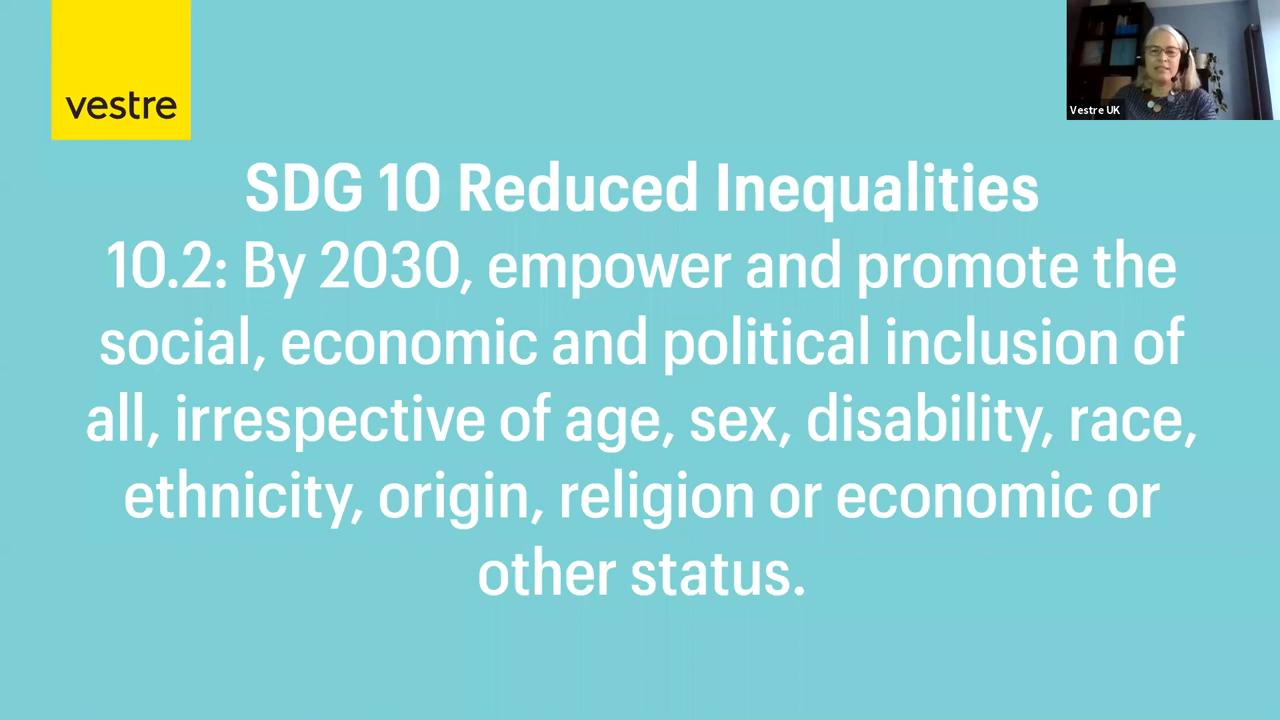 vestre
Vestre UK
SDG 10 Reduced Inequalities
10.2: By 2030, empower and promote the
social, economic and political inclusion of
all, irrespective of age, sex, disability, race,
ethnicity, origin, religion or economic or
other status.